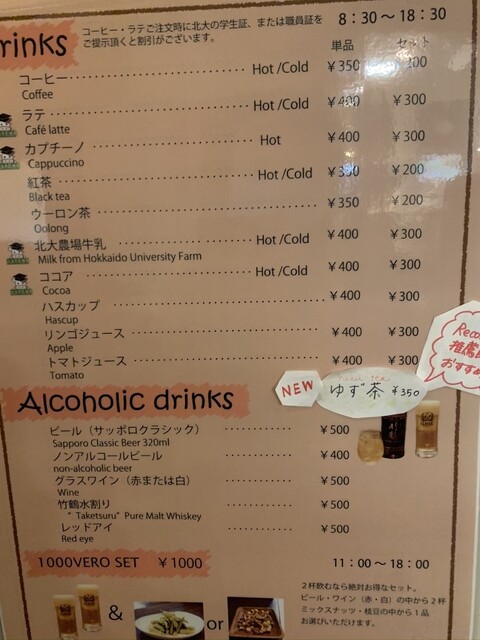 rinks
コーヒー・ラテご注文時に北大の学生証、または職員証を
ご提示頂くと割引がございます。
8:30～18:30
単品 セット
コーヒー Hot /Cold ¥350 200
Coffee
ラテ Hot /Cold ¥400 ¥300
Café latte
カプチーノ Hot ¥400 ¥300
Cappuccino
紅茶 Hot /Cold ¥350 ¥200
Black tea
ウーロン茶 ¥350 ¥200
Oolong
北大農場牛乳 Hot /Cold ¥400 ¥300
Milk from Hokkaido University Farm
ココア Hot /Cold ¥400 ¥300
Cocoa
ハスカップ ¥400 ¥300
Hascup
リンゴジュース ¥400 ¥300
Apple
トマトジュース ¥400 ¥300
Tomato
Reco
推薦
おすすめ
NEW ゆず茶 ¥350
Alcoholic drinks
ビール（サッポロクラシック） ¥500
Sapporo Classic Beer 320ml
ノンアルコールビール ¥400
non-alcoholic beer
グラスワイン（赤または白） ¥500
Wine
竹鶴水割り ¥500
"Taketsuru" Pure Malt Whiskey
レッドアイ ¥500
Red eye
1000VERO SET ¥1000 11:00～18:00
２杯飲むなら絶対お得なセット。
ビール・ワイン（赤・白）の中から２杯
ミックスナッツ・枝豆の中から１品
お選びいただけます。
& or